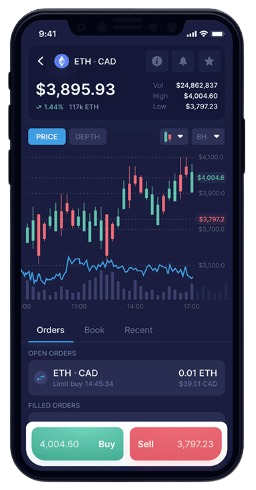 9:41
ETH · CAD
$3,895.93
1.44% 117k ETH
Vol $24,862,837
High $4,004.60
Low $3,797.23
PRICE DEPTH 8H
$4,100.0
$4,004.6
$3,900.0
$3,797.2
$3,700.0
$3,500.0
:00 11:00 14:00 17:00
Orders Book Recent
OPEN ORDERS
ETH · CAD 0.01 ETH
Limit buy 14:45:34 $39.01 CAD
FILLED ORDERS
4,004.60 Buy Sell 3,797.23